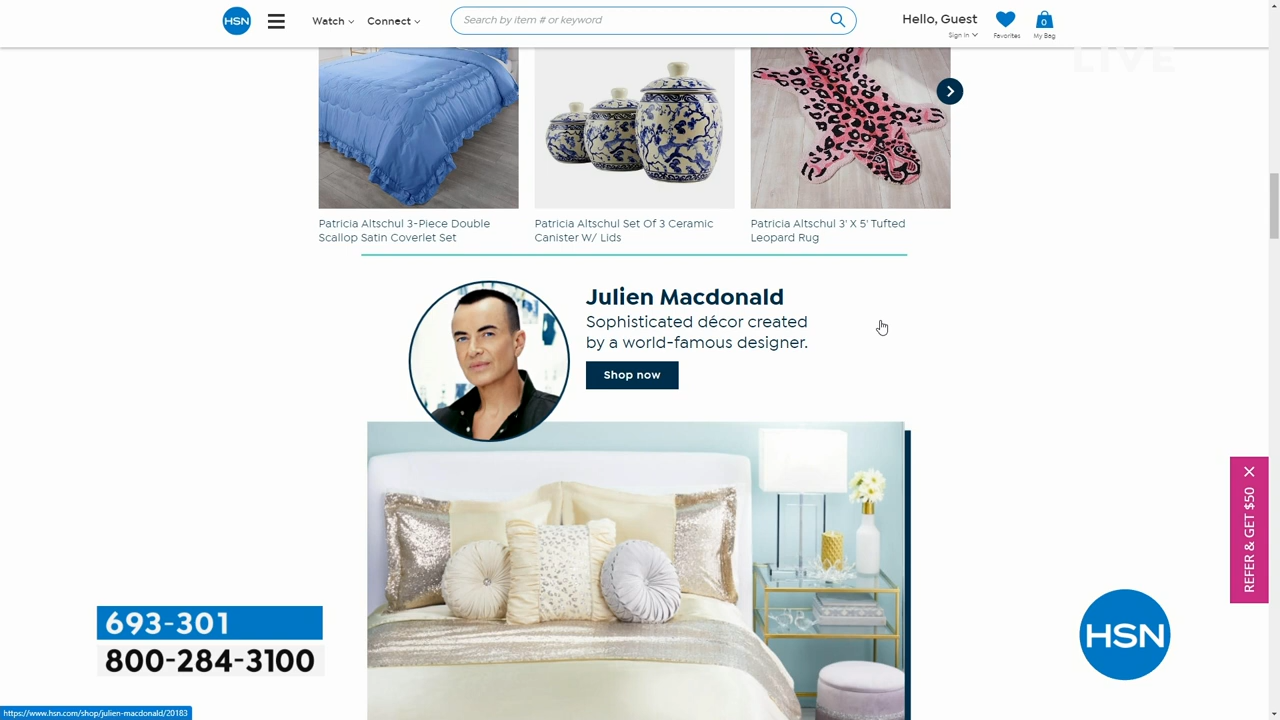 HSN
Watch
Connect
Search by item # or keyword
Hello, Guest
Sign In
Favorites
0
My Bag
LIVE
Patricia Altschul 3-Piece Double
Scallop Satin Coverlet Set
Patricia Altschul Set Of 3 Ceramic
Canister W/ Lids
Patricia Altschul 3' X 5' Tufted
Leopard Rug
Julien Macdonald
Sophisticated décor created
by a world-famous designer.
Shop now
REFER & GET $50
693-301
800-284-3100
HSN
https://www.hsn.com/shop/julien-macdonald/20183